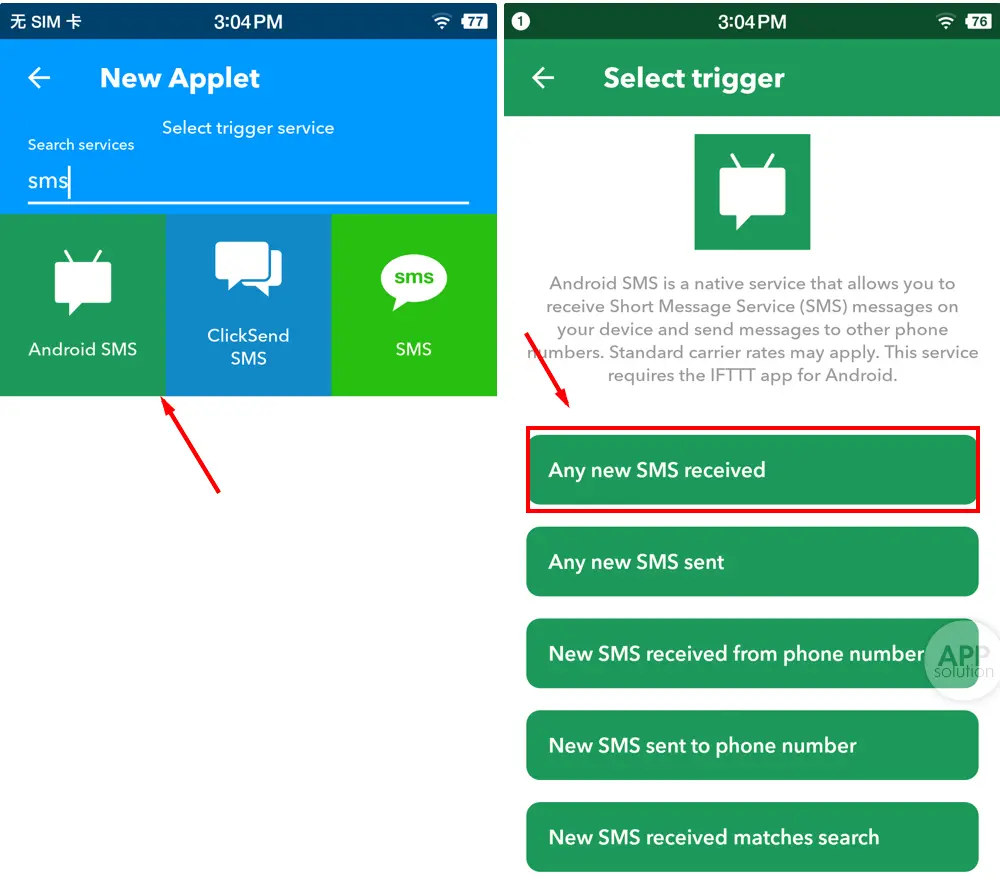 无 SIM 卡 3:04PM 77
New Applet
Select trigger service
Search services
sms
Android SMS
ClickSend
SMS
sms
SMS
1 3:04PM 76
Select trigger
Android SMS is a native service that allows you to
receive Short Message Service (SMS) messages on
your device and send messages to other phone
numbers. Standard carrier rates may apply. This service
requires the IFTTT app for Android.
Any new SMS received
Any new SMS sent
New SMS received from phone number
APP
solution
New SMS sent to phone number
New SMS received matches search